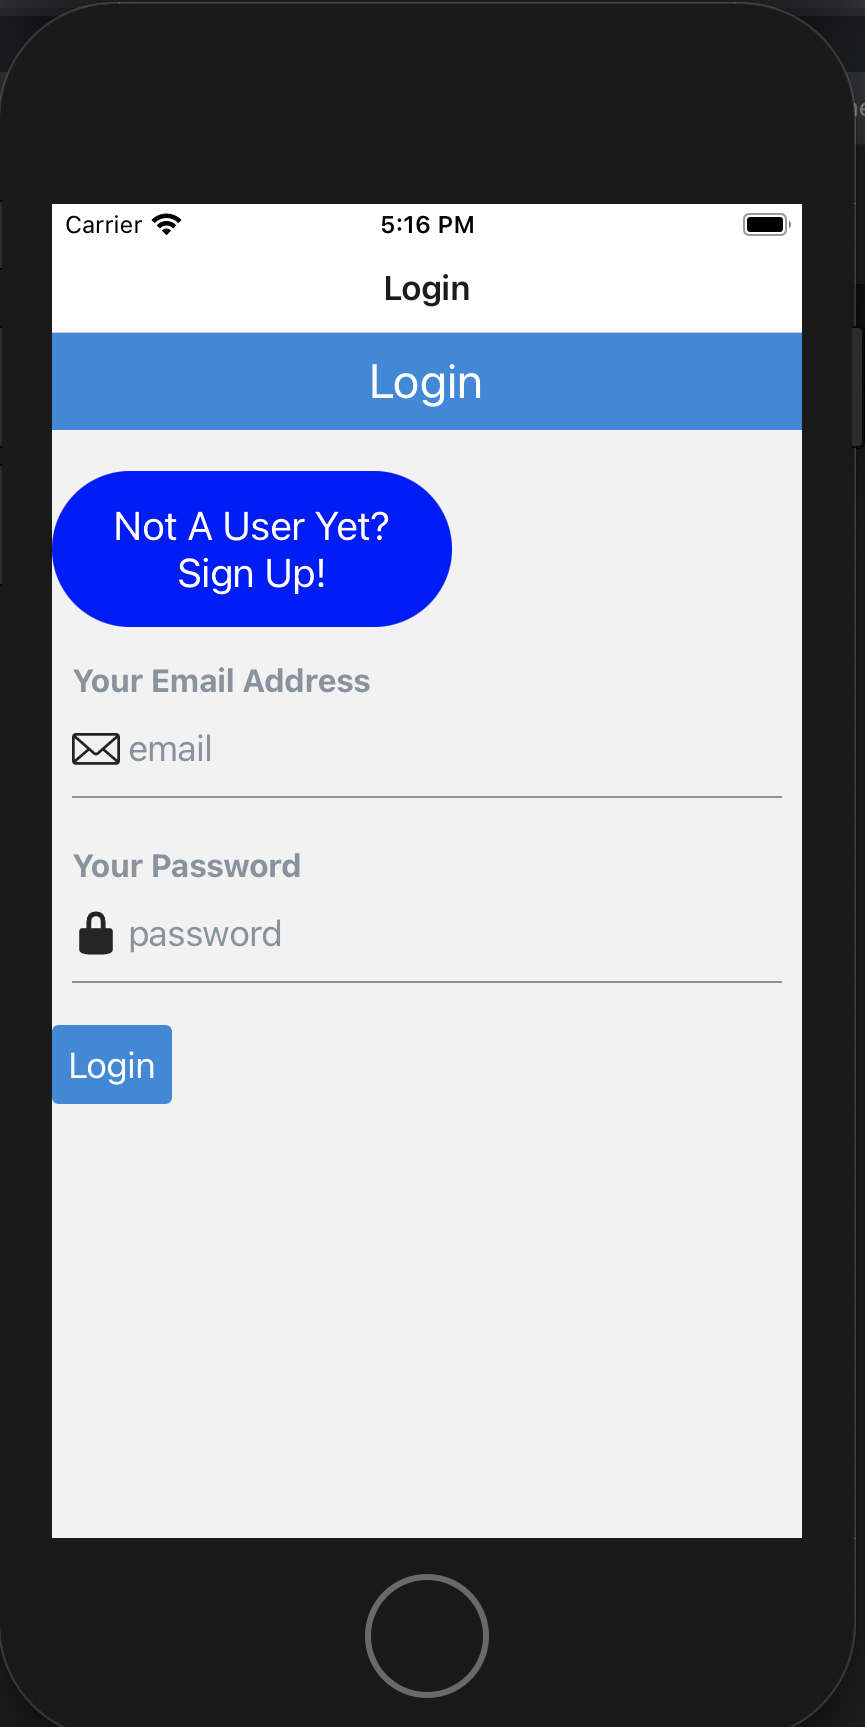 Carrier 5:16 PM
Login
Login
Not A User Yet?
Sign Up!
Your Email Address
email
Your Password
password
Login